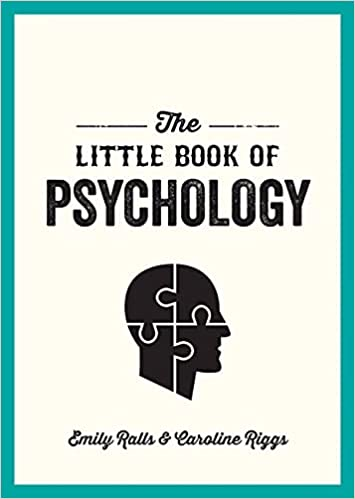 The
LITTLE BOOK OF
PSYCHOLOGY
Emily Ralls & Caroline Riggs